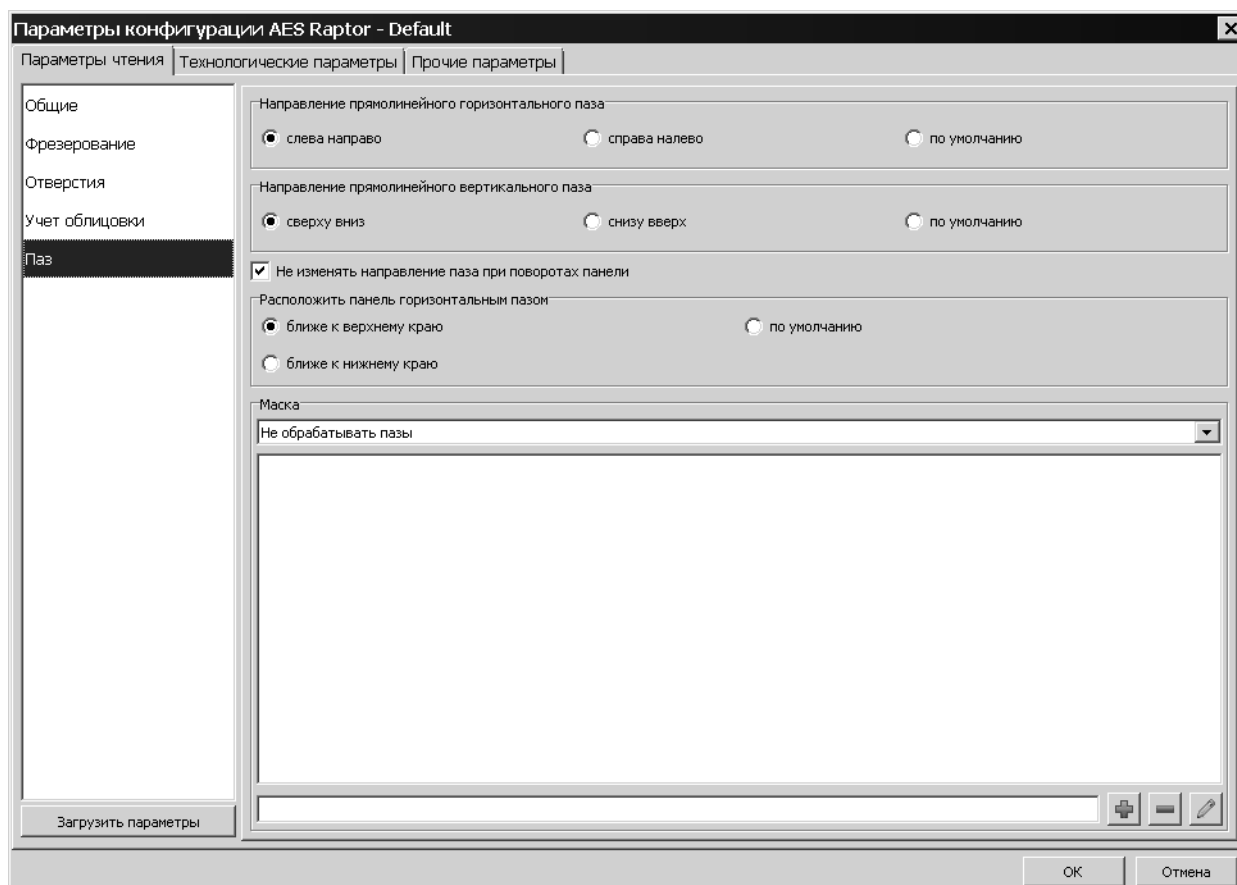 Параметры конфигурации AES Raptor - Default
Параметры чтения
Технологические параметры
Прочие параметры
Общие
Фрезерование
Отверстия
Учет облицовки
Паз
Загрузить параметры
Направление прямолинейного горизонтального паза
слева направо
справа налево
по умолчанию
Направление прямолинейного вертикального паза
сверху вниз
снизу вверх
по умолчанию
Не изменять направление паза при поворотах панели
Расположить панель горизонтальным пазом
ближе к верхнему краю
по умолчанию
ближе к нижнему краю
Маска
Не обрабатывать пазы
ОК
Отмена